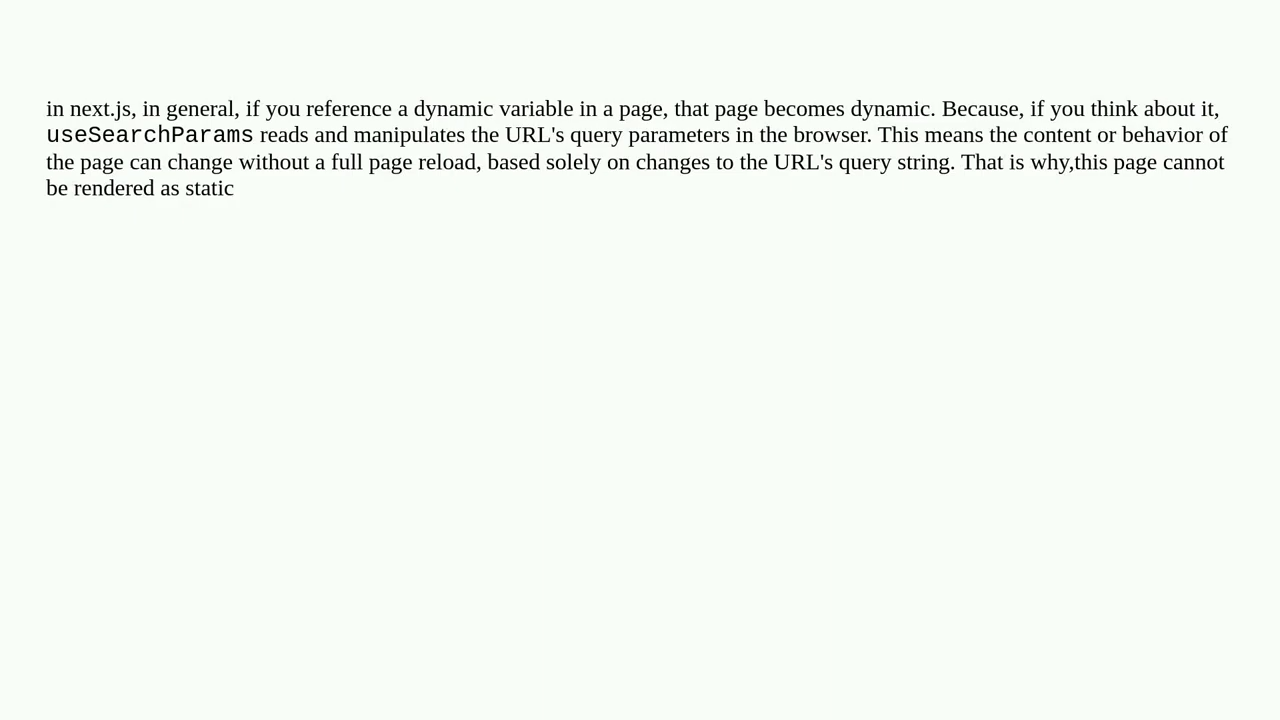 in next.js, in general, if you reference a dynamic variable in a page, that page becomes dynamic. Because, if you think about it,
useSearchParams reads and manipulates the URL's query parameters in the browser. This means the content or behavior of
the page can change without a full page reload, based solely on changes to the URL's query string. That is why,this page cannot
be rendered as static